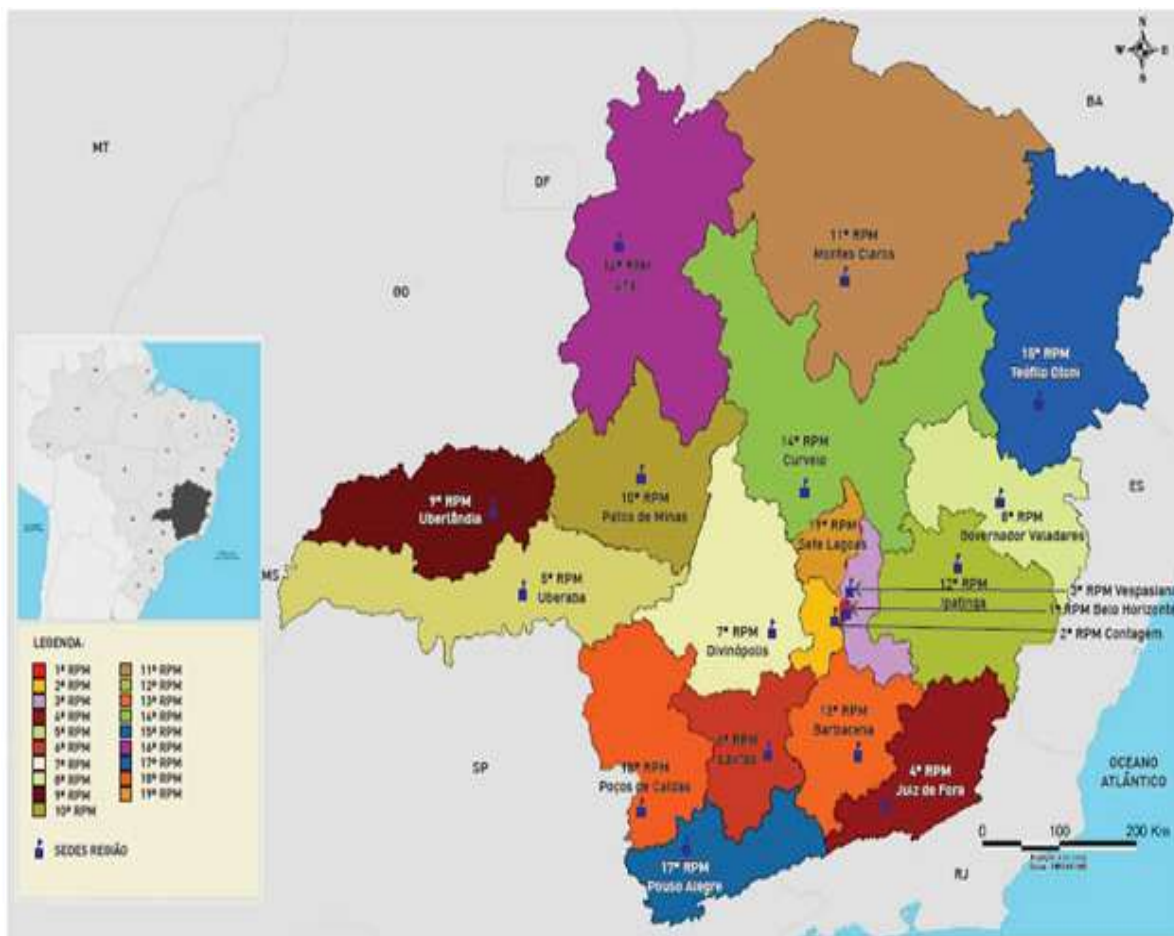 N
W
S
BA
MT
DF
11ª RPM
Montes Claros
GO
15ª RPM
Teófilo Otoni
14ª RPM
Curvelo
ES
9ª RPM
Uberlândia
10ª RPM
Patos de Minas
19ª RPM
Sete Lagoas
8ª RPM
Governador Valadares
MS
5ª RPM
Uberaba
12ª RPM
Ipatinga
3ª RPM Vespasiano
1ª RPM Belo Horizonte
2ª RPM Contagem
7ª RPM
Divinópolis
LEGENDA:
1ª RPM
2ª RPM
3ª RPM
4ª RPM
5ª RPM
6ª RPM
7ª RPM
8ª RPM
9ª RPM
10ª RPM
11ª RPM
12ª RPM
13ª RPM
14ª RPM
15ª RPM
16ª RPM
17ª RPM
18ª RPM
19ª RPM
SEDES REGIÃO
13ª RPM
Barbacena
6ª RPM
Lavras
SP
18ª RPM
Poços de Caldas
4ª RPM
Juiz de Fora
OCEANO
ATLÂNTICO
0 100 200 Km
17ª RPM
Pouso Alegre
RJ